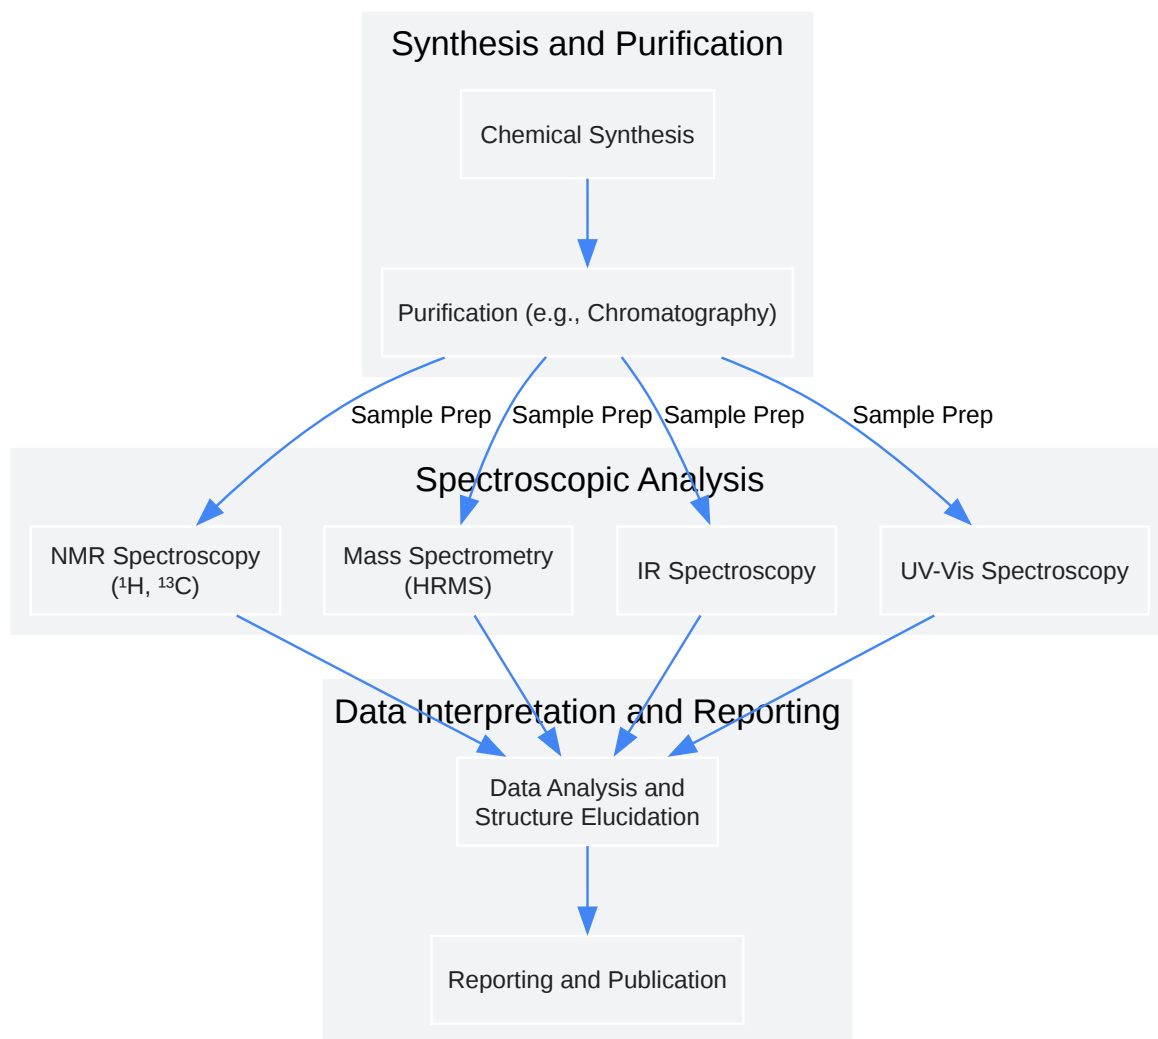 Synthesis and Purification
Chemical Synthesis
Purification (e.g., Chromatography)
Sample Prep
Sample Prep
Sample Prep
Sample Prep
Spectroscopic Analysis
NMR Spectroscopy
(¹H, ¹³C)
Mass Spectrometry
(HRMS)
IR Spectroscopy
UV-Vis Spectroscopy
Data Interpretation and Reporting
Data Analysis and
Structure Elucidation
Reporting and Publication